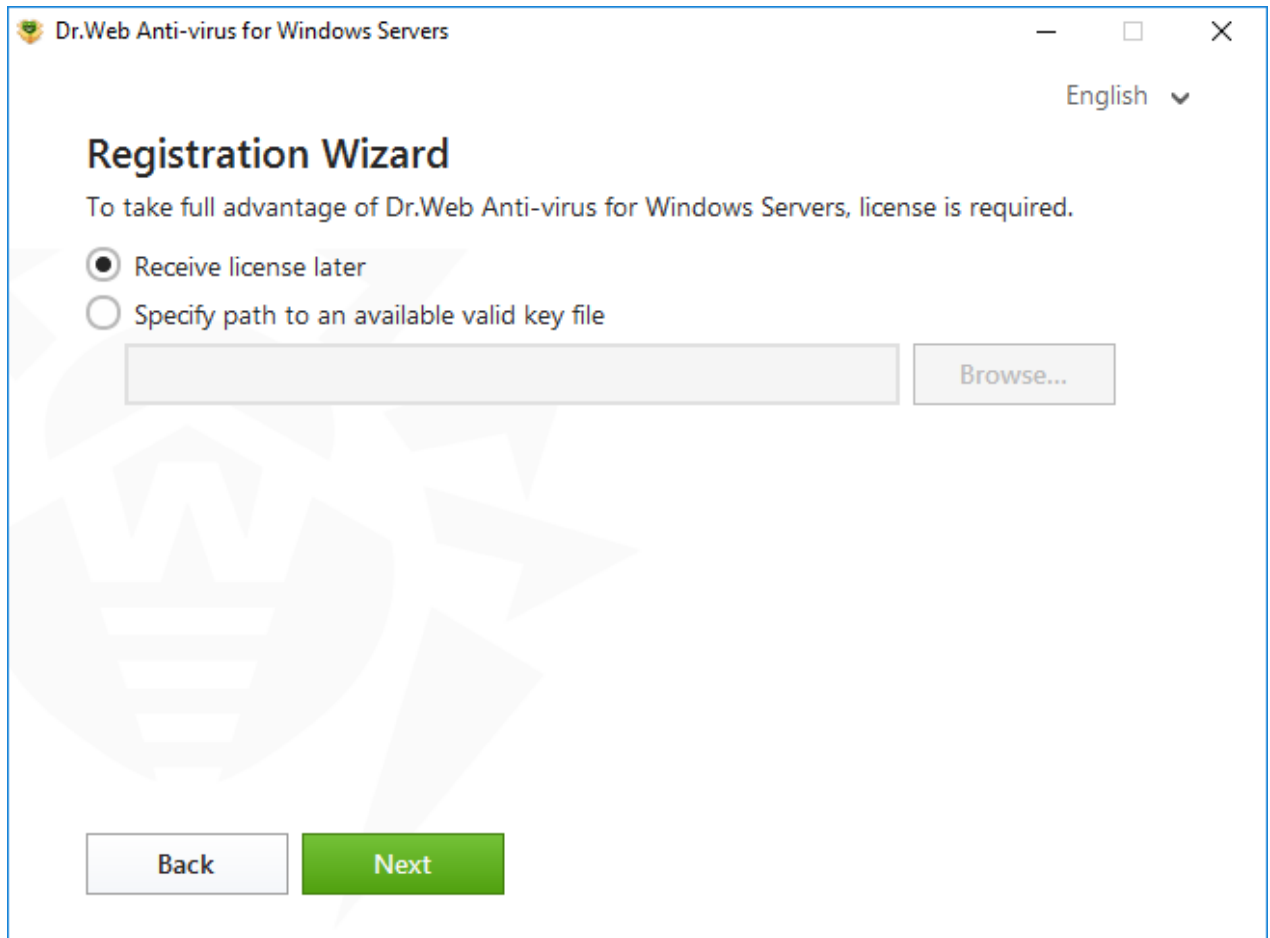 Dr.Web Anti-virus for Windows Servers
English
Registration Wizard
To take full advantage of Dr.Web Anti-virus for Windows Servers, license is required.
Receive license later
Specify path to an available valid key file
Browse...
Back
Next